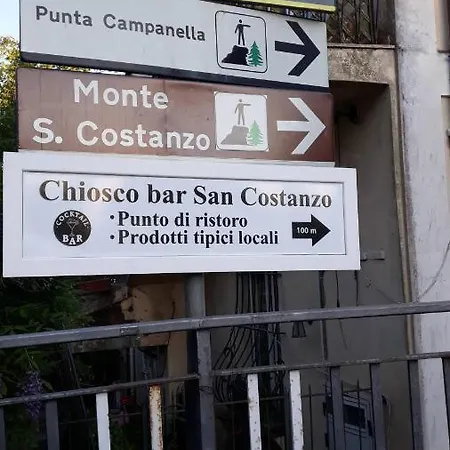 Punta Campanella
Monte
S. Costanzo
Chiosco bar San Costanzo
COCKTAIL
BAR
·Punto di ristoro
·Prodotti tipici locali
100 m